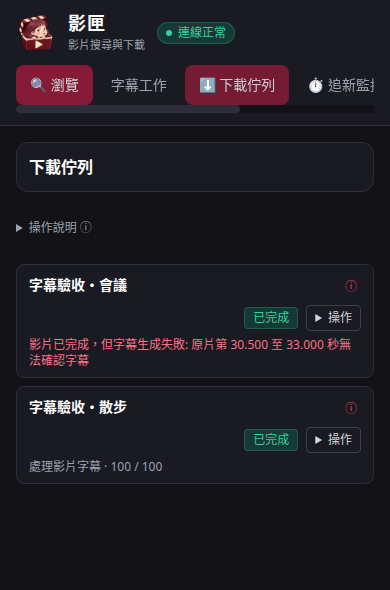 影匣
影片搜尋與下載
連線正常
🔍 瀏覽
字幕工作
⬇️ 下載佇列
⏱️ 追新監
下載佇列
▶ 操作說明 ⓘ
字幕驗收・會議
ⓘ
已完成
▶ 操作
影片已完成，但字幕生成失敗: 原片第 30.500 至 33.000 秒無
法確認字幕
字幕驗收・散步
ⓘ
已完成
▶ 操作
處理影片字幕 · 100 / 100